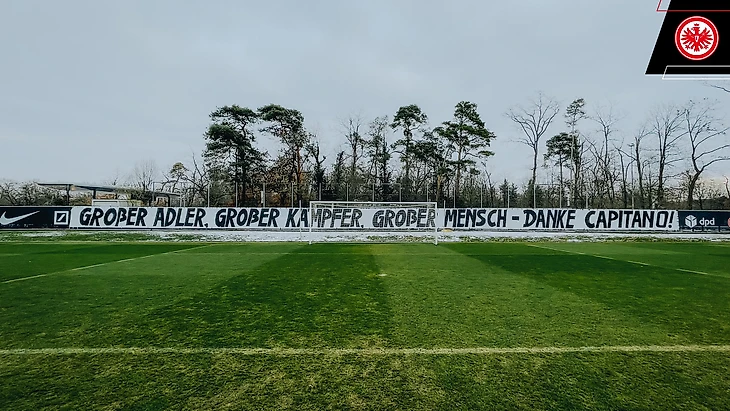 GROßER ADLER, GROßER KÄMPFER, GROßER MENSCH - DANKE CAPITANO!
dpd